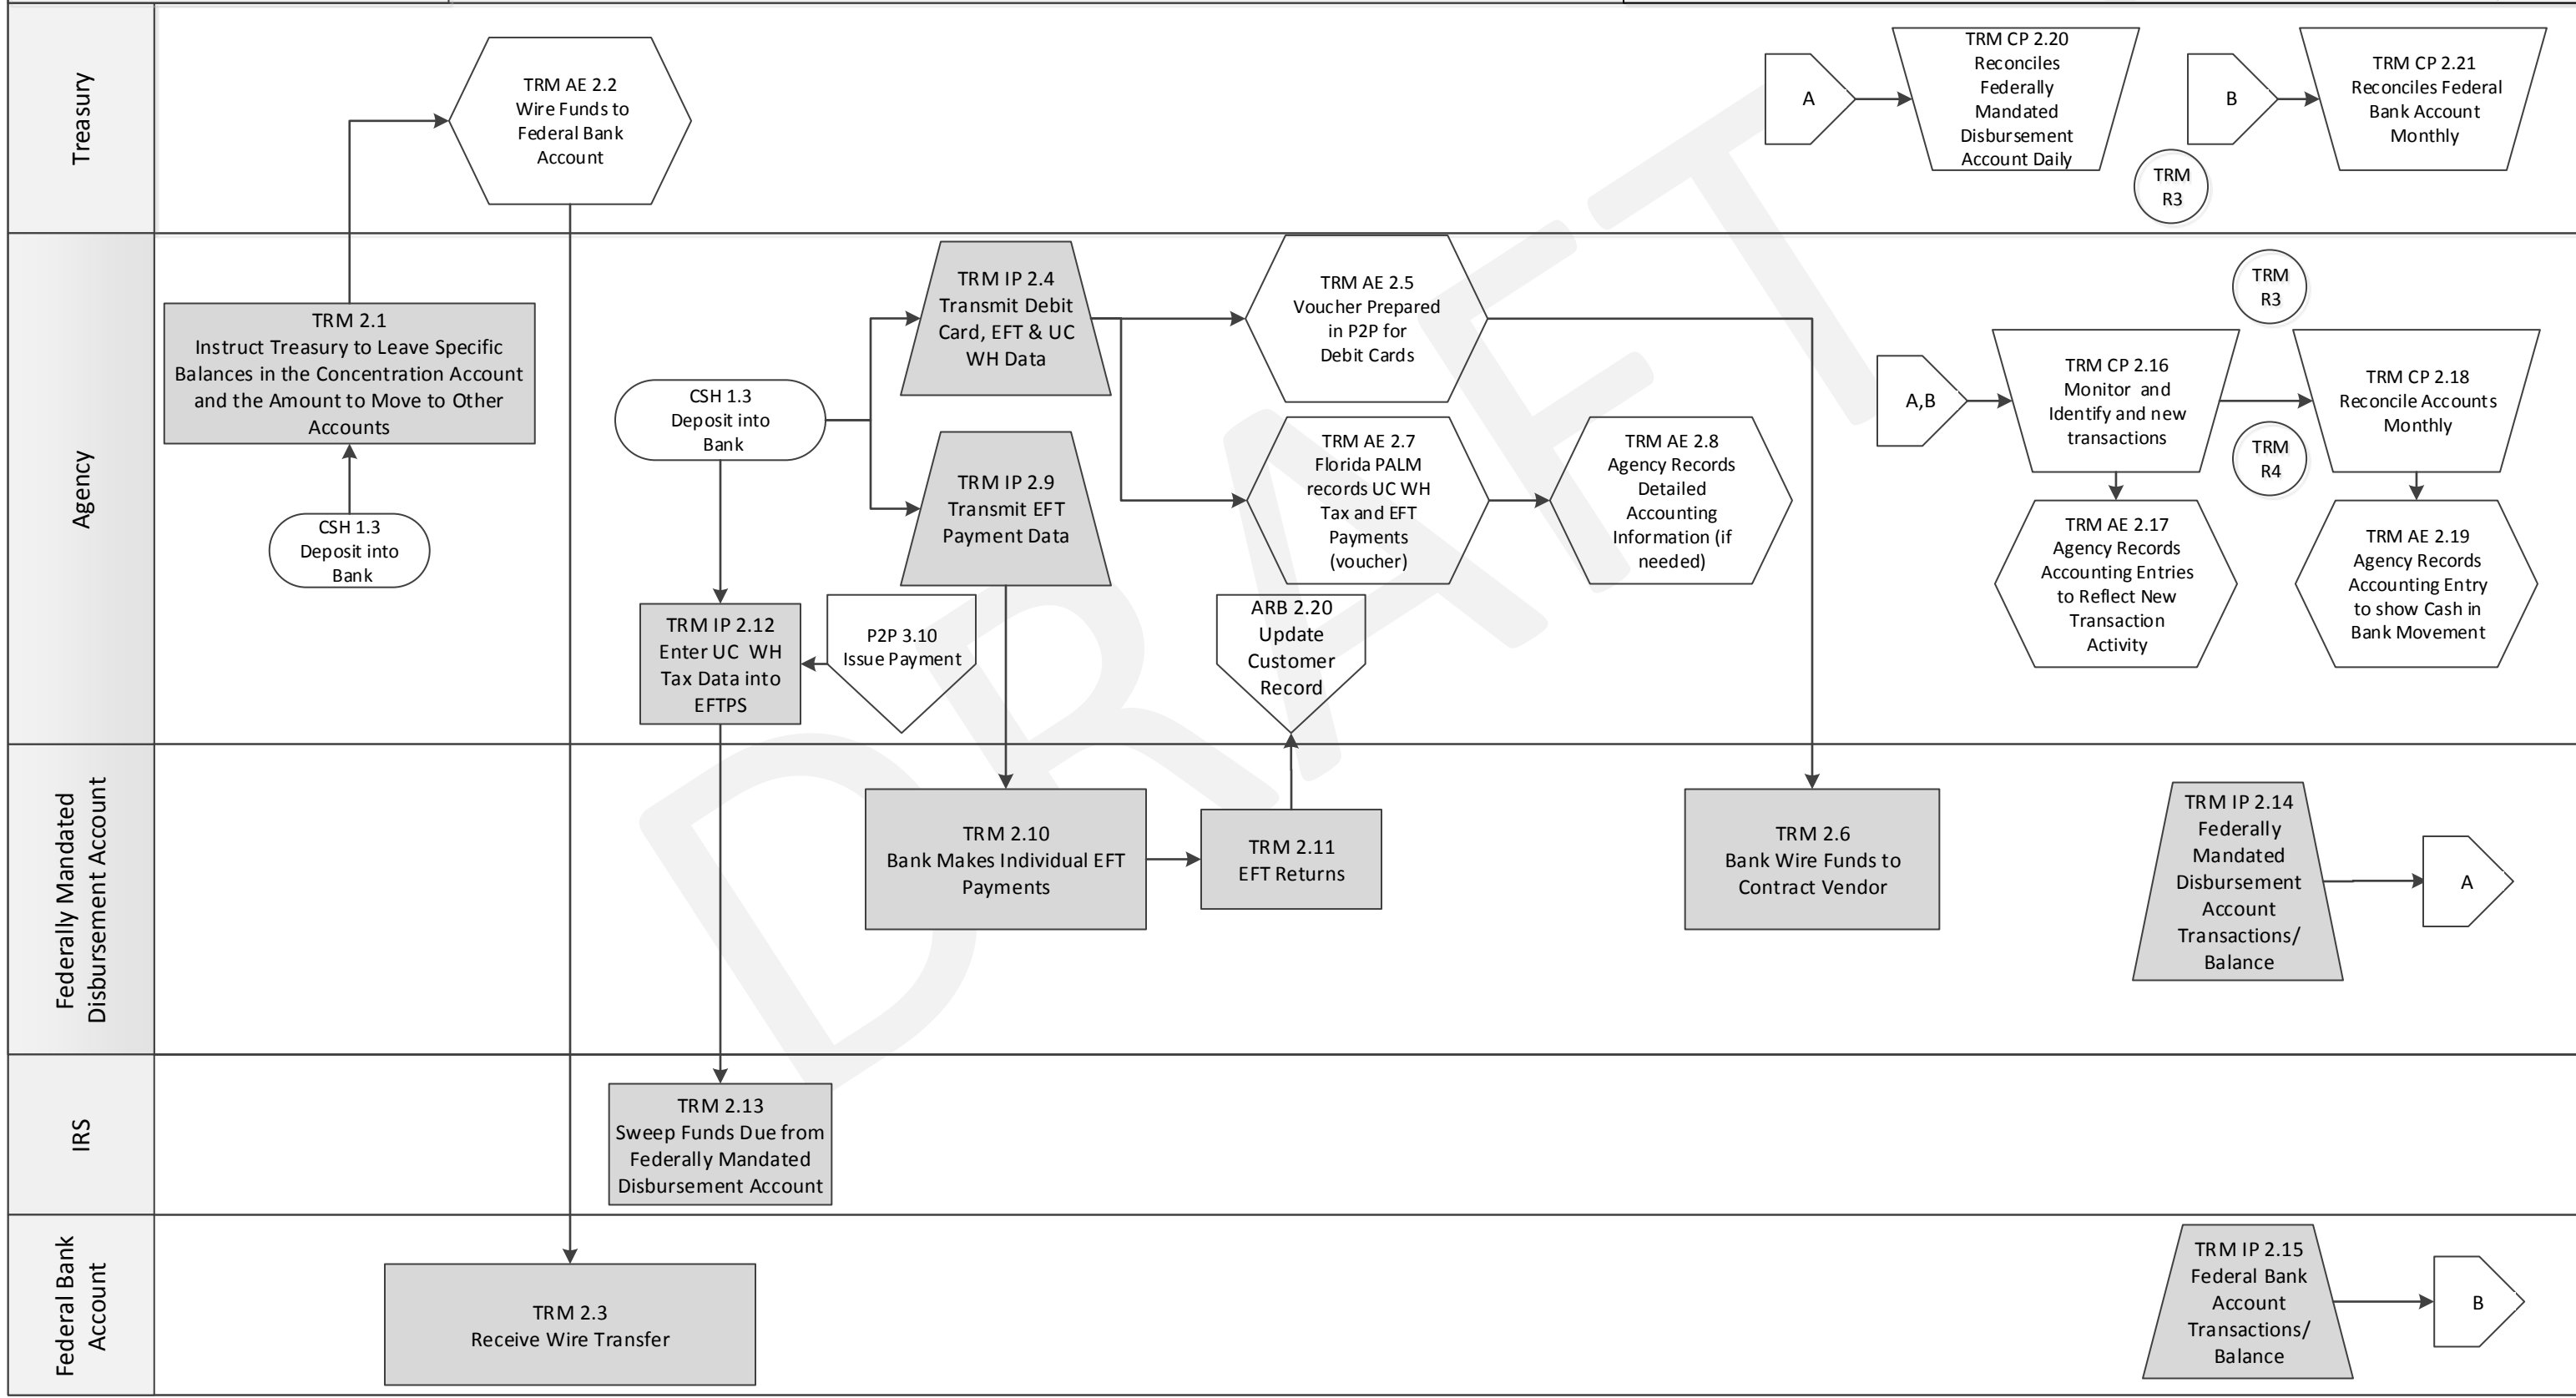 Treasury
TRM AE 2.2
Wire Funds to
Federal Bank
Account
A
TRM CP 2.20
Reconciles
Federally
Mandated
Disbursement
Account Daily
B
TRM CP 2.21
Reconciles Federal
Bank Account
Monthly
TRM
R3
Agency
TRM 2.1
Instruct Treasury to Leave Specific
Balances in the Concentration Account
and the Amount to Move to Other
Accounts
CSH 1.3
Deposit into
Bank
CSH 1.3
Deposit into
Bank
TRM IP 2.4
Transmit Debit
Card, EFT & UC
WH Data
TRM IP 2.9
Transmit EFT
Payment Data
TRM IP 2.12
Enter UC WH
Tax Data into
EFTPS
P2P 3.10
Issue Payment
TRM AE 2.5
Voucher Prepared
in P2P for
Debit Cards
TRM AE 2.7
Florida PALM
records UC WH
Tax and EFT
Payments
(voucher)
TRM AE 2.8
Agency Records
Detailed
Accounting
Information (if
needed)
ARB 2.20
Update
Customer
Record
A,B
TRM CP 2.16
Monitor and
Identify and new
transactions
TRM
R3
TRM
R4
TRM CP 2.18
Reconcile Accounts
Monthly
TRM AE 2.17
Agency Records
Accounting Entries
to Reflect New
Transaction
Activity
TRM AE 2.19
Agency Records
Accounting Entry
to show Cash in
Bank Movement
Federally Mandated
Disbursement Account
TRM 2.10
Bank Makes Individual EFT
Payments
TRM 2.11
EFT Returns
TRM 2.6
Bank Wire Funds to
Contract Vendor
TRM IP 2.14
Federally
Mandated
Disbursement
Account
Transactions/
Balance
A
IRS
TRM 2.13
Sweep Funds Due from
Federally Mandated
Disbursement Account
Federal Bank
Account
TRM 2.3
Receive Wire Transfer
TRM IP 2.15
Federal Bank
Account
Transactions/
Balance
B
DRAFT